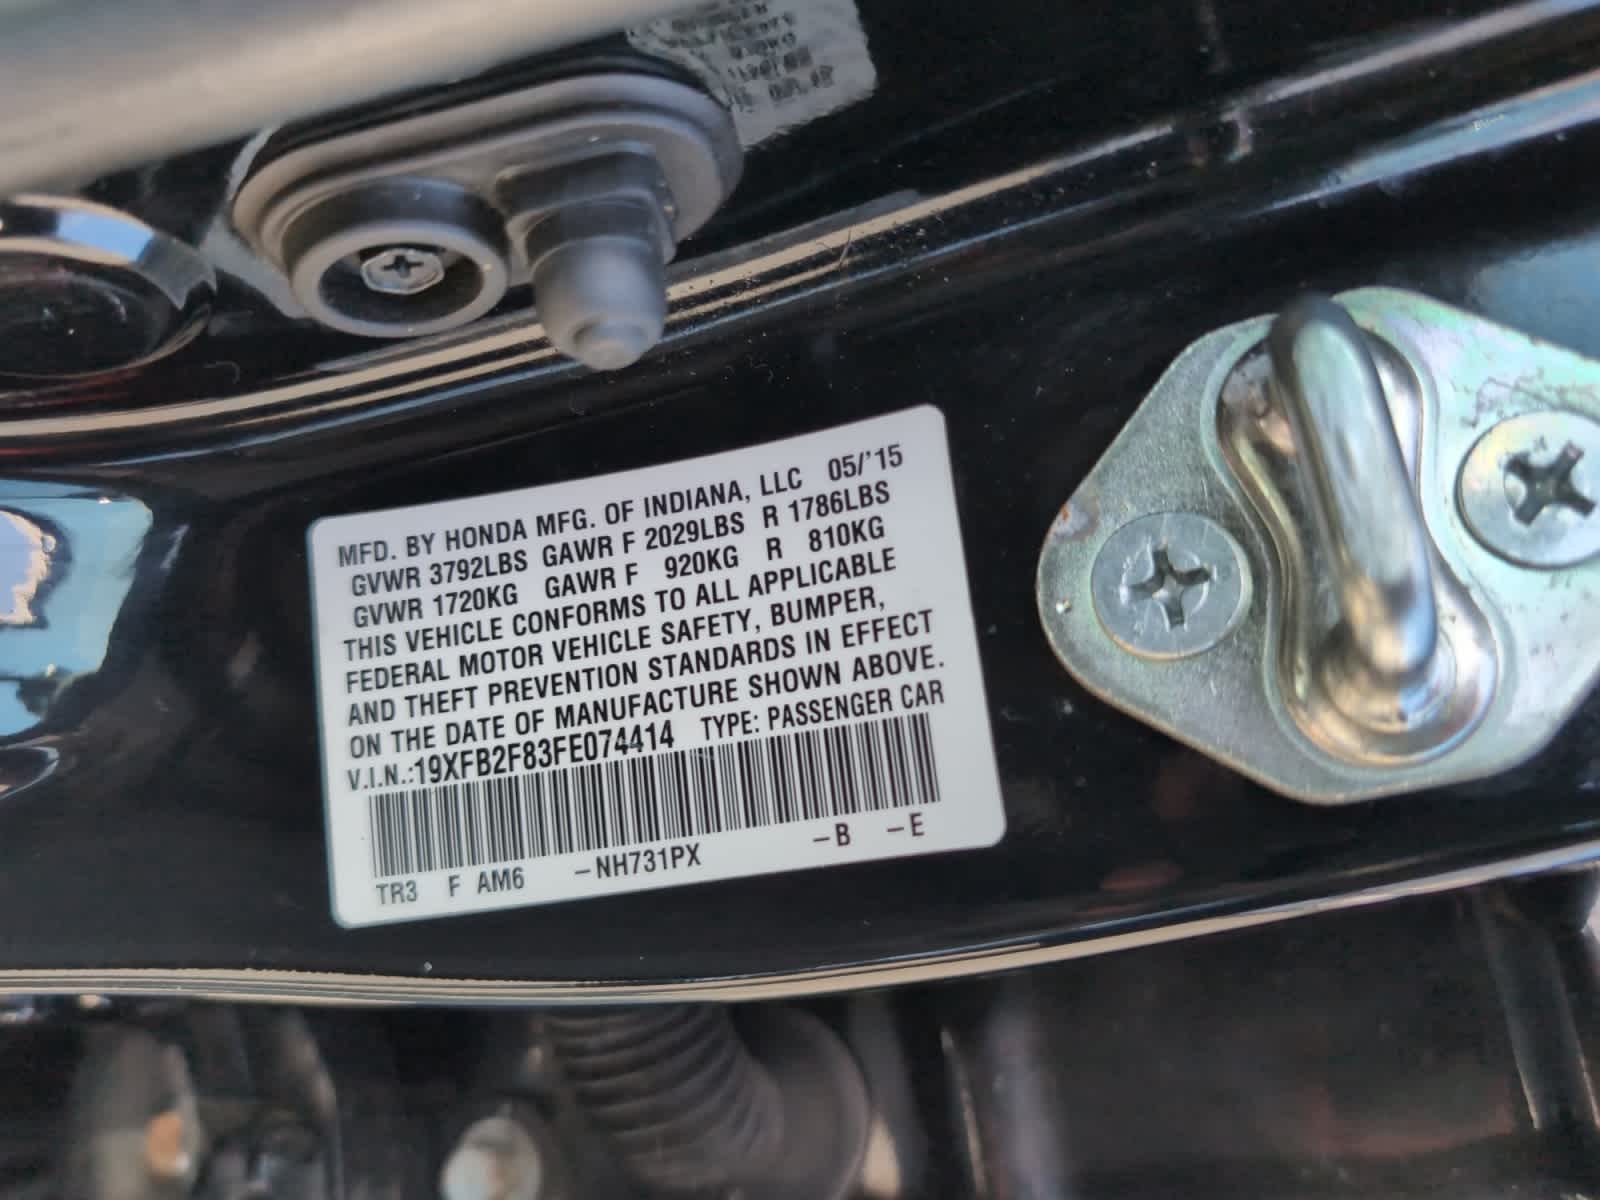 MFD. BY HONDA MFG. OF INDIANA, LLC 05/'15
GVWR 3792LBS GAWR F 2029LBS R 1786LBS
GVWR 1720KG GAWR F 920KG R 810KG
THIS VEHICLE CONFORMS TO ALL APPLICABLE
FEDERAL MOTOR VEHICLE SAFETY, BUMPER,
AND THEFT PREVENTION STANDARDS IN EFFECT
ON THE DATE OF MANUFACTURE SHOWN ABOVE.
V.I.N.:19XFB2F83FE074414 TYPE: PASSENGER CAR
TR3 F AM6 –NH731PX –B –E